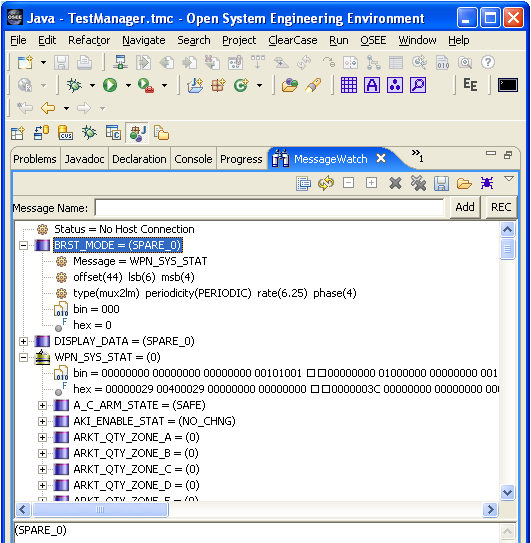 Java - TestManager.tmc - Open System Engineering Environment
File Edit Refactor Navigate Search Project ClearCase Run OSEE Window Help
Problems Javadoc Declaration Console Progress MessageWatch »1
Message Name: Add REC
Status = No Host Connection
BRST_MODE = (SPARE_0)
Message = WPN_SYS_STAT
offset(44) lsb(6) msb(4)
type(mux2lm) periodicity(PERIODIC) rate(6.25) phase(4)
bin = 000
hex = 0
DISPLAY_DATA = (SPARE_0)
WPN_SYS_STAT = (0)
bin = 00000000 00000000 00000000 00101001 □□00000000 01000000 00000000 001
hex = 00000029 00400029 00000000 00000000 □□0000003C 00000000 00000000 000
A_C_ARM_STATE = (SAFE)
AKI_ENABLE_STAT = (NO_CHNG)
ARKT_QTY_ZONE_A = (0)
ARKT_QTY_ZONE_B = (0)
ARKT_QTY_ZONE_C = (0)
ARKT_QTY_ZONE_D = (0)
ARKT_QTY_ZONE_E = (0)
(SPARE_0)